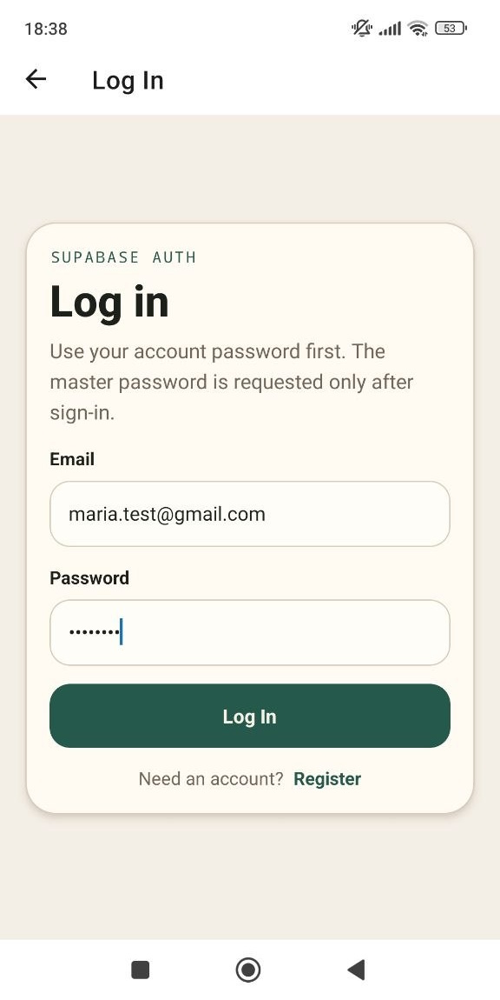 18:38
53
Log In
SUPABASE AUTH
Log in
Use your account password first. The
master password is requested only after
sign-in.
Email
maria.test@gmail.com
Password
••••••••
Log In
Need an account? Register